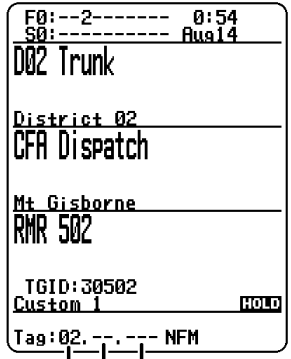 F0:--2------- 0:54
S0:---------- Aug14
D02 Trunk
District 02
CFA Dispatch
Mt Gisborne
RMR 502
TGID:30502
Custom 1 HOLD
Tag:02.--.--- NFM